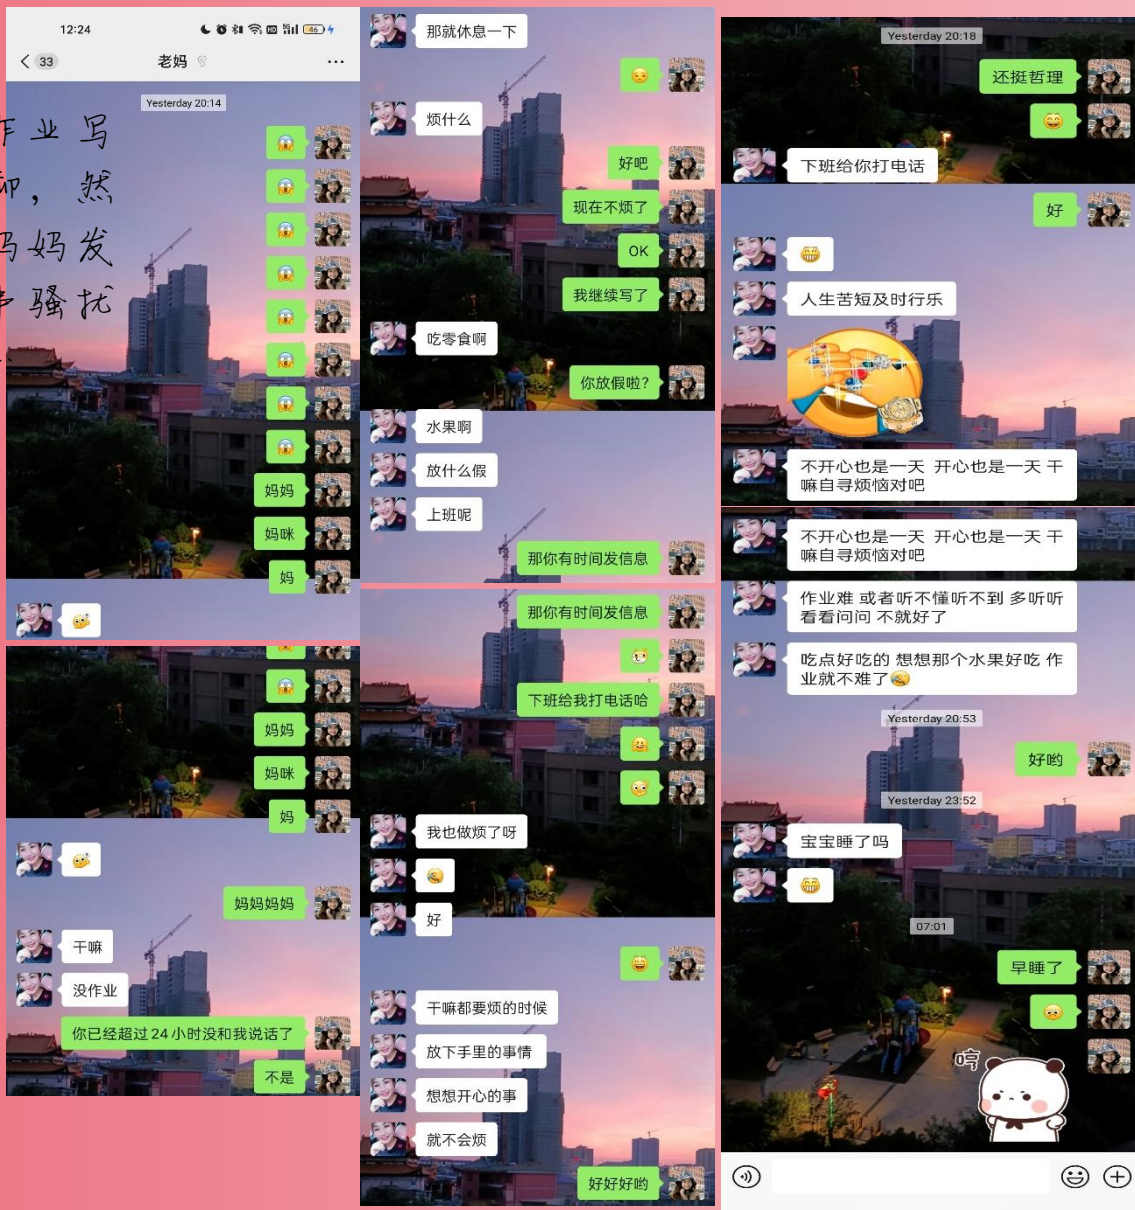 12:24
33
老妈
Yesterday 20:14
作业写
聊，然
妈妈发
骚扰
妈妈
妈咪
妈
妈妈
妈咪
妈
妈妈妈妈
干嘛
没作业
你已经超过24小时没和我说话了
不是
那就休息一下
烦什么
好吧
现在不烦了
OK
我继续写了
吃零食啊
你放假啦?
水果啊
放什么假
上班呢
那你有时间发信息
那你有时间发信息
下班给我打电话哈
我也做烦了呀
好
干嘛都要烦的时候
放下手里的事情
想想开心的事
就不会烦
好好好哟
Yesterday 20:18
还挺哲理
下班给你打电话
好
人生苦短及时行乐
不开心也是一天 开心也是一天 干
嘛自寻烦恼对吧
不开心也是一天 开心也是一天 干
嘛自寻烦恼对吧
作业难 或者听不懂听不到 多听听
看看问问 不就好了
吃点好吃的 想想那个水果好吃 作
业就不难了
Yesterday 20:53
好哟
Yesterday 23:52
宝宝睡了吗
07:01
早睡了
哼